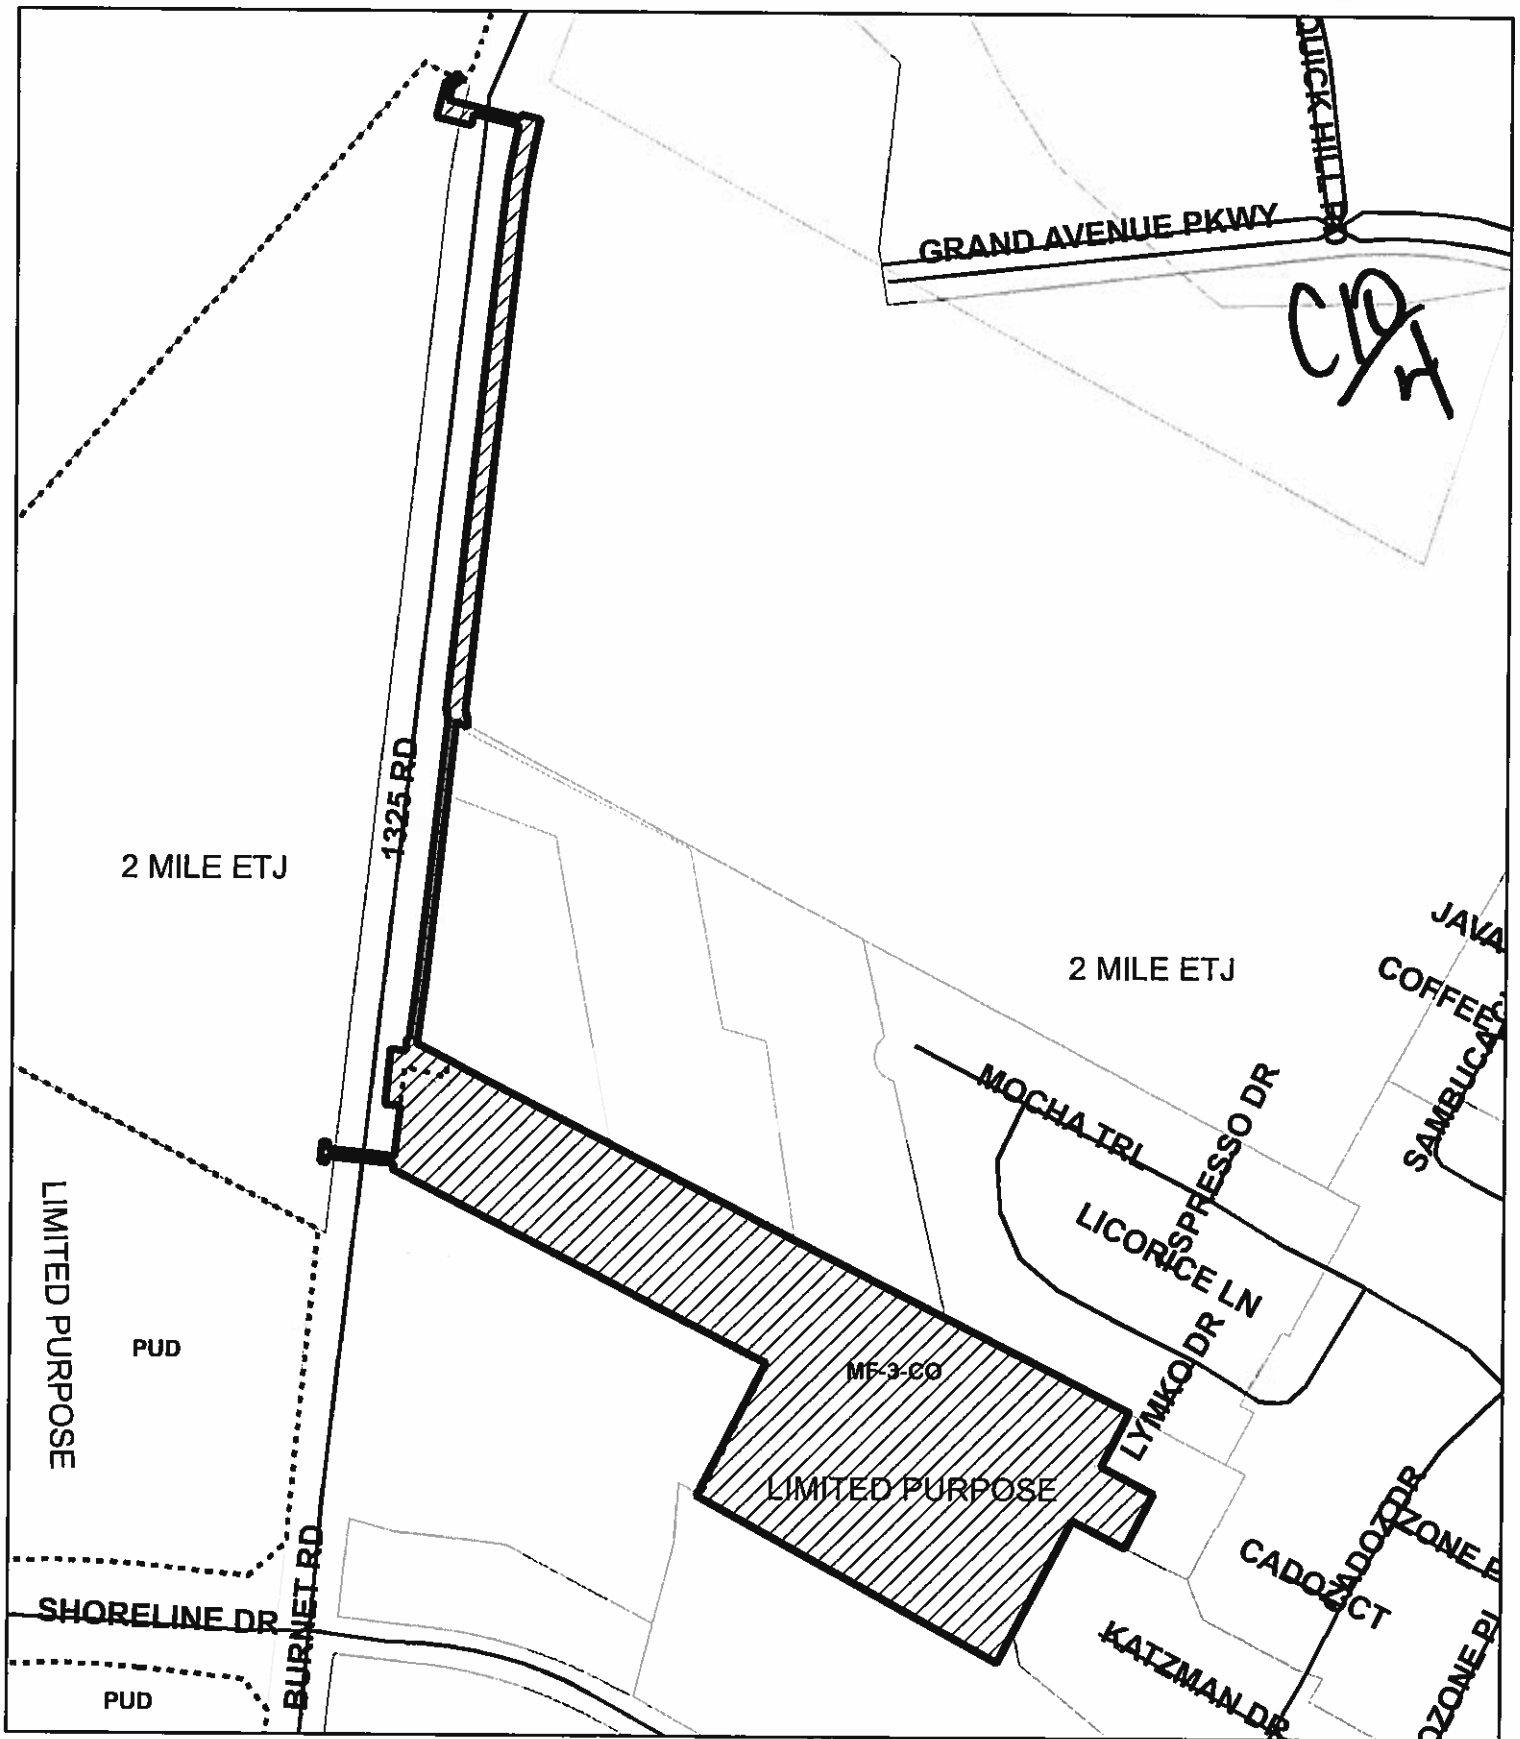 QUICK HILL RD
GRAND AVENUE PKWY
C10
4
1325 RD
2 MILE ETJ
2 MILE ETJ
JAVA
COFFEE
SAMBUCA
MOCHA TRL
SPRESSO DR
LICORICE LN
LYMKO DR
LIMITED PURPOSE
PUD
MF-3-CO
LIMITED PURPOSE
CADOZ DR
OZONE P
CADOZ CT
BURNET RD
SHORELINE DR
KATZMAN DR
OZONE PL
PUD